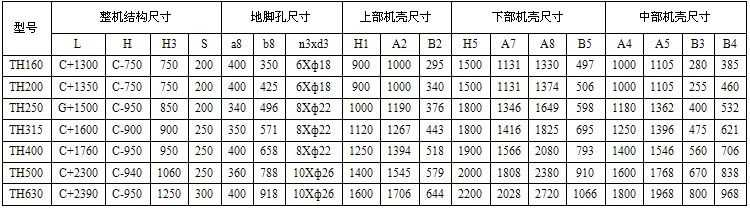 型号 整机结构尺寸 地脚孔尺寸 上部机壳尺寸 下部机壳尺寸 中部机壳尺寸
L H H3 S a8 b8 n3xd3 H1 A2 B2 H5 A7 A8 B5 A4 A5 B3 B4
TH160 C+1300 C-750 750 200 400 350 6Xф18 900 1000 295 1500 1131 1330 497 1000 1105 280 385
TH200 C+1350 C-750 750 200 400 425 6Xф18 900 1000 340 1500 1131 1374 506 1000 1105 255 460
TH250 G+1500 C-950 850 200 340 496 8Xф22 1000 1190 376 1800 1346 1649 598 1180 1362 400 532
TH315 C+1600 C-900 900 250 350 571 8Xф22 1120 1267 443 1800 1416 1825 695 1250 1396 475 621
TH400 C+1760 C-950 950 250 400 658 8Xф22 1250 1394 518 1900 1566 2080 793 1400 1546 560 706
TH500 C+2300 C-940 1060 250 360 788 10Xф26 1400 1545 579 2000 1808 2380 910 1600 1768 670 838
TH630 C+2390 C-950 1250 300 400 918 10Xф26 1600 1706 644 2200 2028 2720 1066 1800 1968 800 968